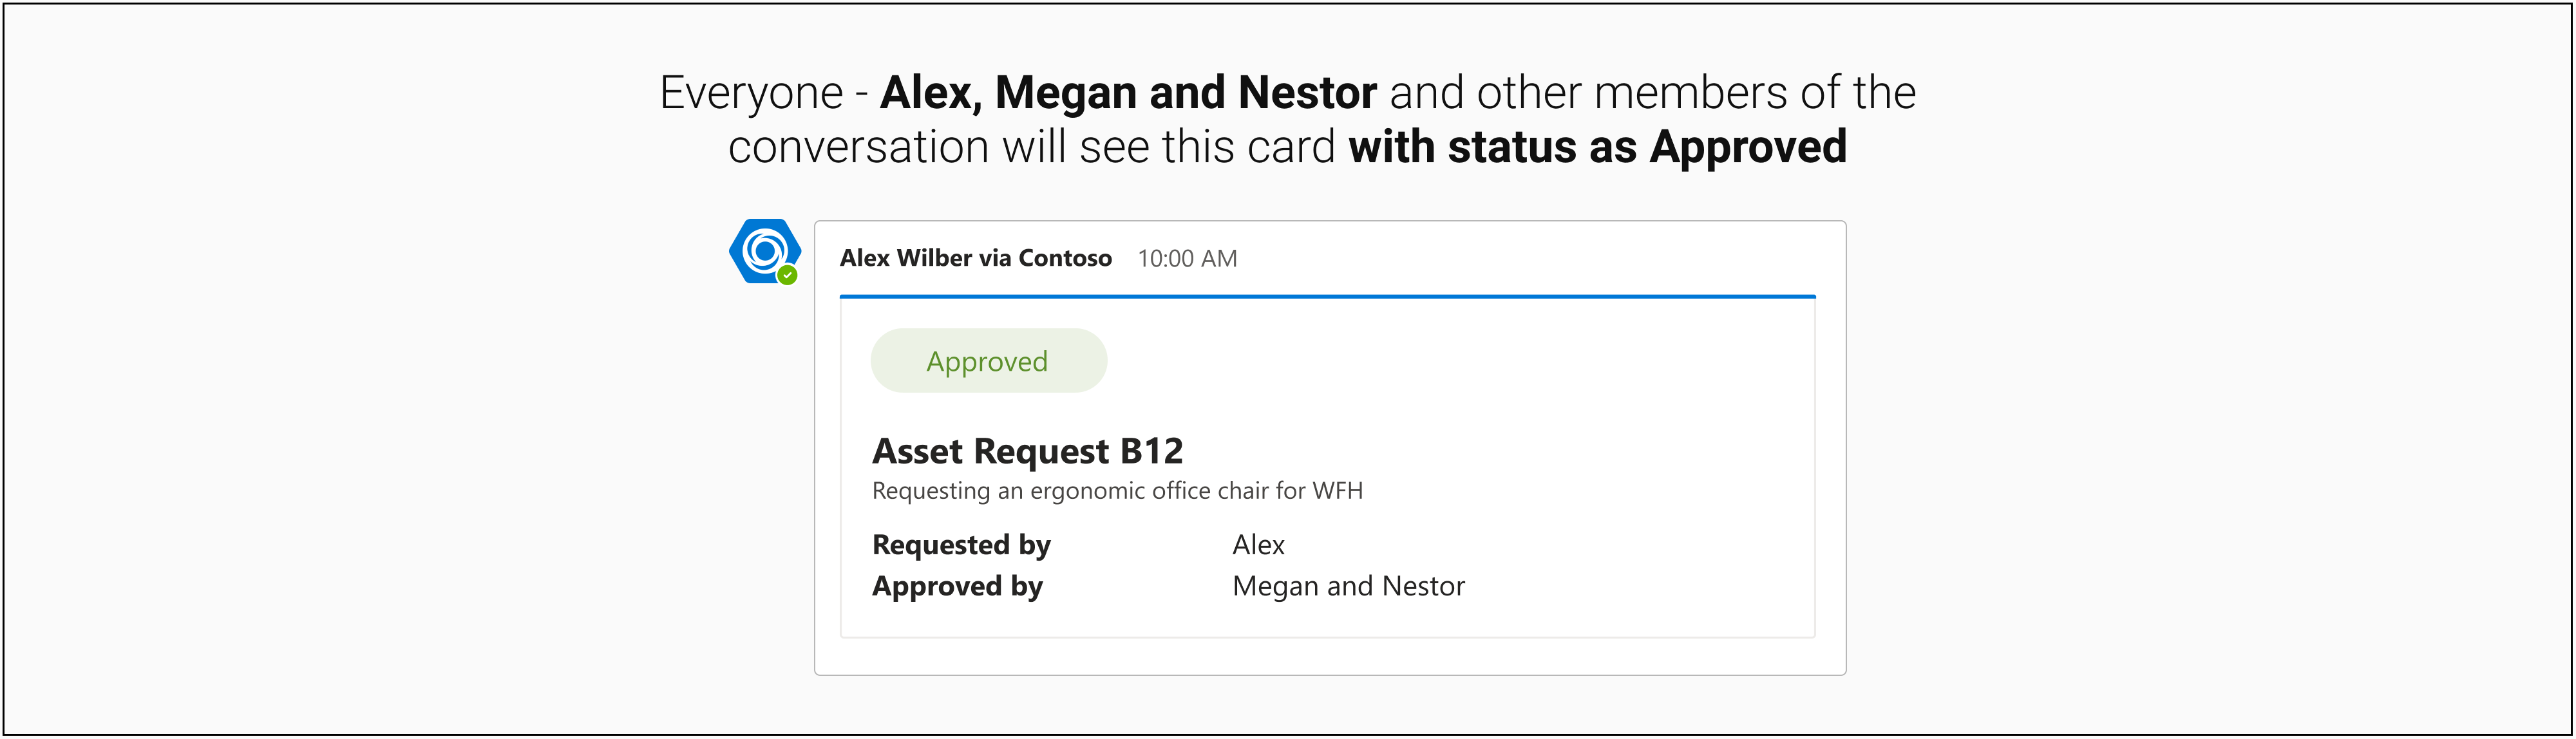 Everyone - Alex, Megan and Nestor and other members of the
conversation will see this card with status as Approved
Alex Wilber via Contoso 10:00 AM
Approved
Asset Request B12
Requesting an ergonomic office chair for WFH
Requested by Alex
Approved by Megan and Nestor